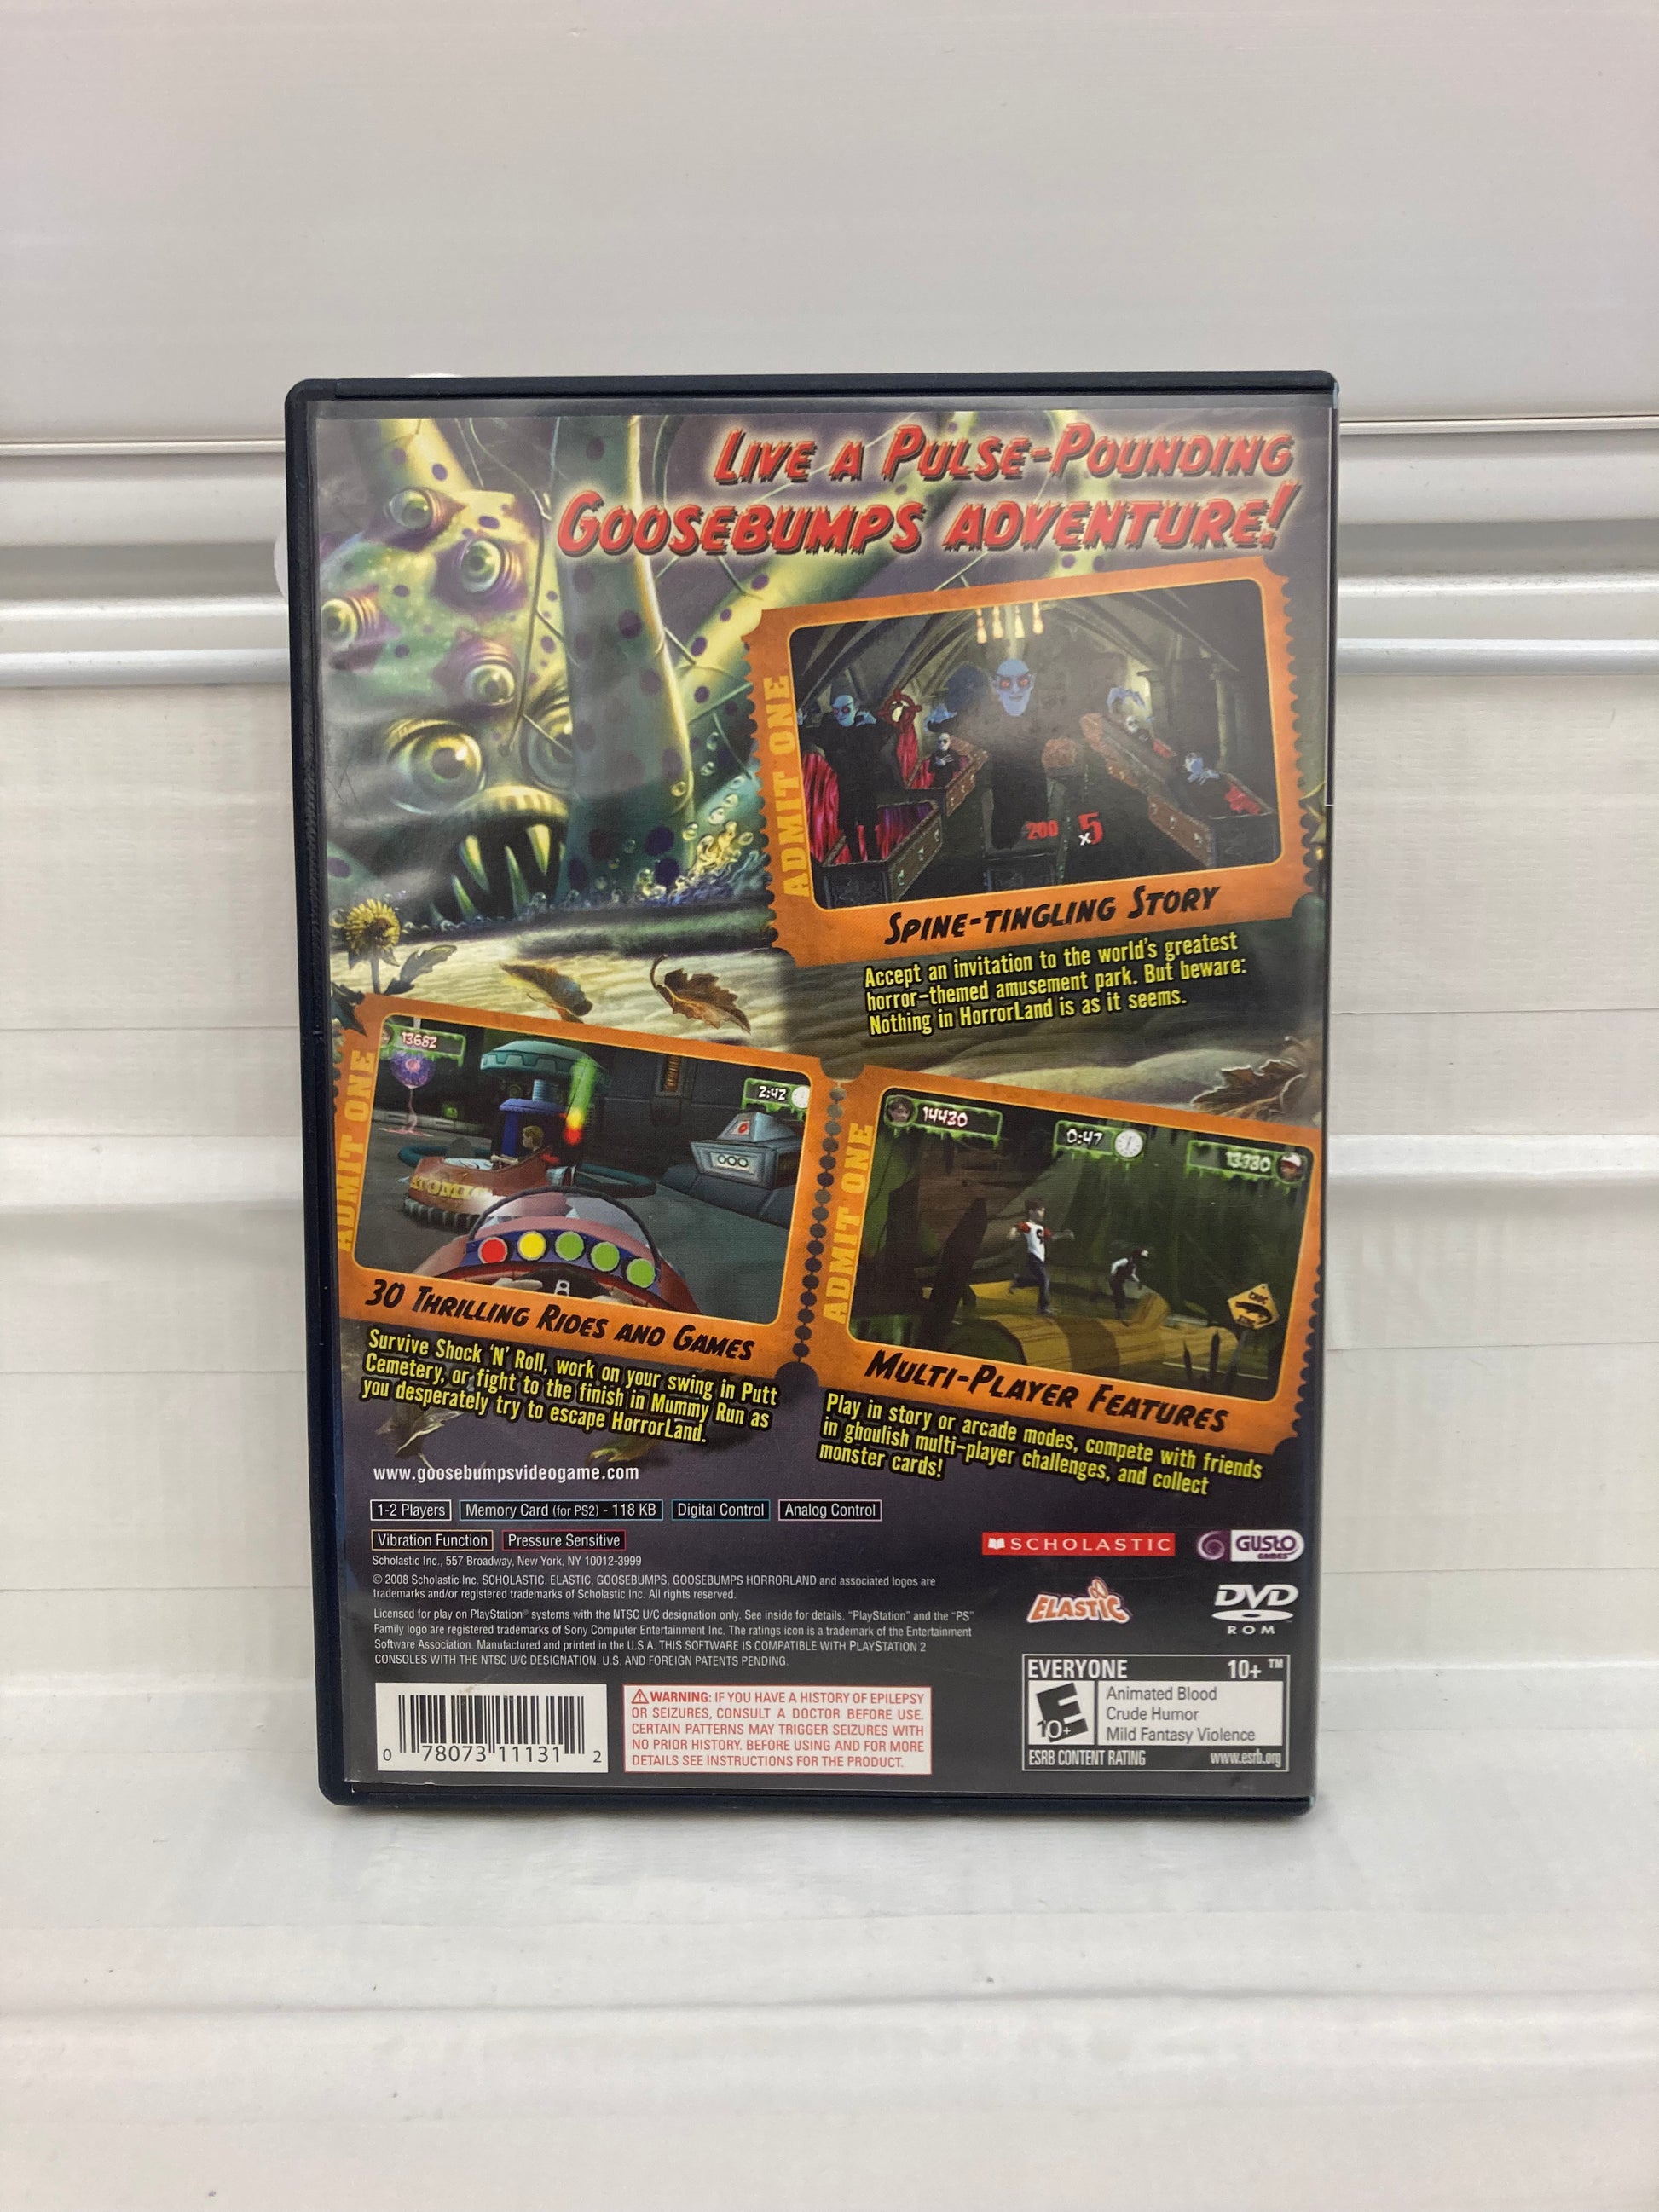 LIVE A PULSE-POUNDING
GOOSEBUMPS ADVENTURE!
ADMIT ONE
200 x5
SPINE-TINGLING STORY
Accept an invitation to the world's greatest
horror-themed amusement park. But beware:
Nothing in HorrorLand is as it seems.
ADMIT ONE
13682
2:42
ATOMIC
30 THRILLING RIDES AND GAMES
Survive Shock 'N' Roll, work on your swing in Putt
Cemetery, or fight to the finish in Mummy Run as
you desperately try to escape HorrorLand.
ADMIT ONE
14430
0:47
13330
MULTI-PLAYER FEATURES
Play in story or arcade modes, compete with friends
in ghoulish multi-player challenges, and collect
monster cards!
www.goosebumpsvideogame.com
1-2 Players
Memory Card (for PS2) - 118 KB
Digital Control
Analog Control
Vibration Function
Pressure Sensitive
Scholastic Inc., 557 Broadway, New York, NY 10012-3999
© 2008 Scholastic Inc. SCHOLASTIC, ELASTIC, GOOSEBUMPS, GOOSEBUMPS HORRORLAND and associated logos are
trademarks and/or registered trademarks of Scholastic Inc. All rights reserved.
Licensed for play on PlayStation® systems with the NTSC U/C designation only. See inside for details. "PlayStation" and the "PS"
Family logo are registered trademarks of Sony Computer Entertainment Inc. The ratings icon is a trademark of the Entertainment
Software Association. Manufactured and printed in the U.S.A. THIS SOFTWARE IS COMPATIBLE WITH PLAYSTATION 2
CONSOLES WITH THE NTSC U/C DESIGNATION. U.S. AND FOREIGN PATENTS PENDING.
SCHOLASTIC
GUSTO
GAMES
ELASTIC
DVD
ROM
0 78073 11131 2
WARNING: IF YOU HAVE A HISTORY OF EPILEPSY
OR SEIZURES, CONSULT A DOCTOR BEFORE USE.
CERTAIN PATTERNS MAY TRIGGER SEIZURES WITH
NO PRIOR HISTORY. BEFORE USING AND FOR MORE
DETAILS SEE INSTRUCTIONS FOR THE PRODUCT.
EVERYONE 10+ ™
E
10+
Animated Blood
Crude Humor
Mild Fantasy Violence
ESRB CONTENT RATING www.esrb.org